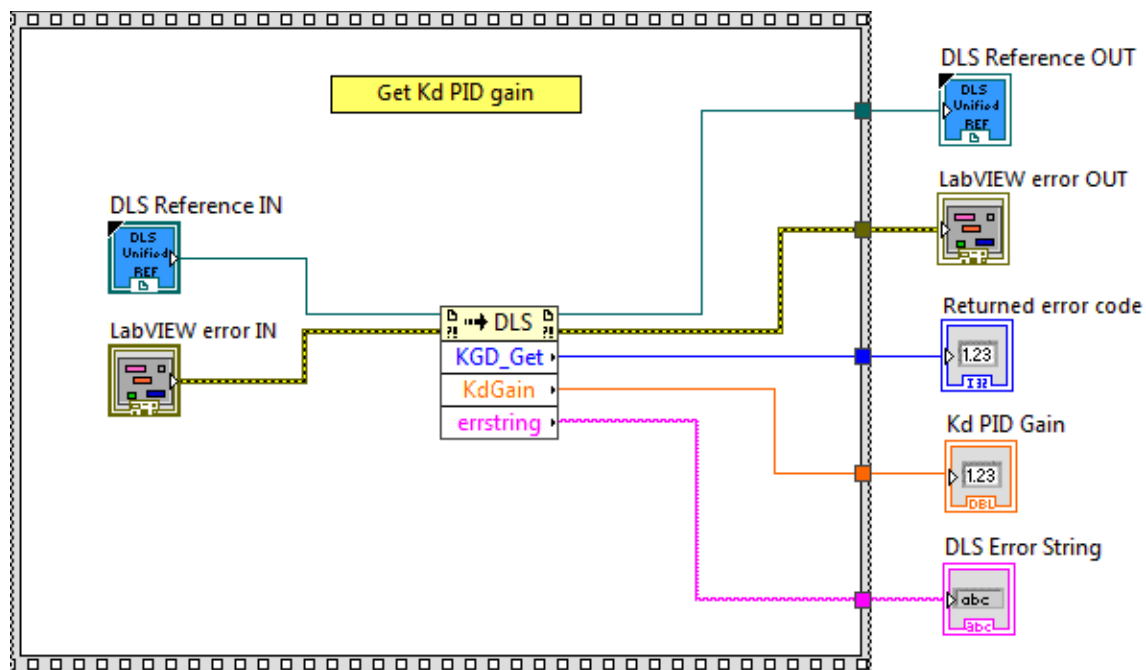 Get Kd PID gain
DLS Reference OUT
DLS
Unified
REF
LabVIEW error OUT
DLS Reference IN
DLS
Unified
REF
LabVIEW error IN
?! DLS ?!
KGD_Get
KdGain
errstring
Returned error code
1.23
I32
Kd PID Gain
1.23
DBL
DLS Error String
abc
abc